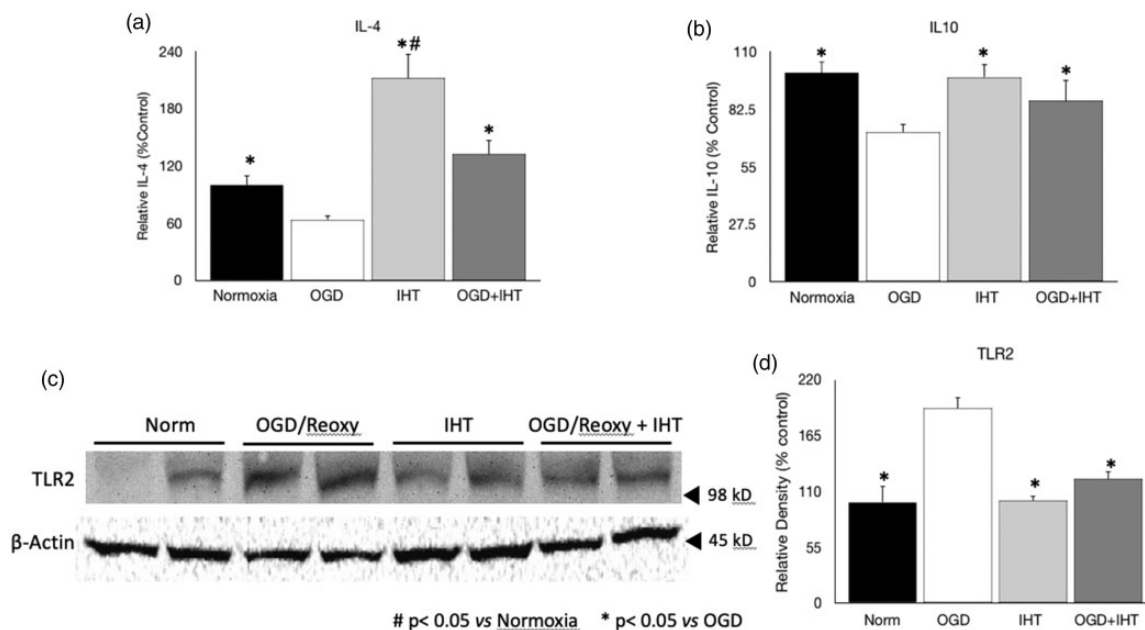 (a)
IL-4
Relative IL-4 (%Control)
240
180
120
60
0
*
*#
*
Normoxia OGD IHT OGD+IHT
(b)
IL10
Relative IL-10 (% Control)
110
82.5
55
27.5
0
*
*
*
Normoxia OGD IHT OGD+IHT
(c)
Norm OGD/Reoxy IHT OGD/Reoxy + IHT
TLR2
◀ 98 kD
β-Actin
◀ 45 kD
(d)
TLR2
Relative Density (% control)
220
165
110
55
0
*
*
*
Norm OGD IHT OGD+IHT
# p< 0.05 vs Normoxia * p< 0.05 vs OGD